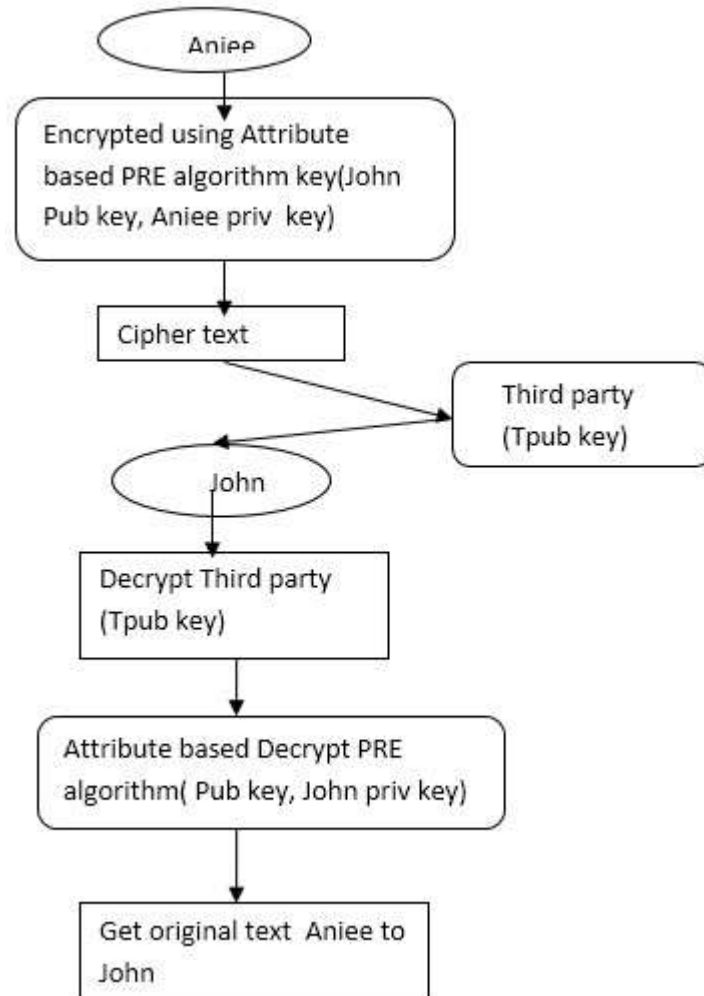 Aniee
Encrypted using Attribute
based PRE algorithm key(John
Pub key, Aniee priv key)
Cipher text
Third party
(Tpub key)
John
Decrypt Third party
(Tpub key)
Attribute based Decrypt PRE
algorithm( Pub key, John priv key)
Get original text Aniee to
John